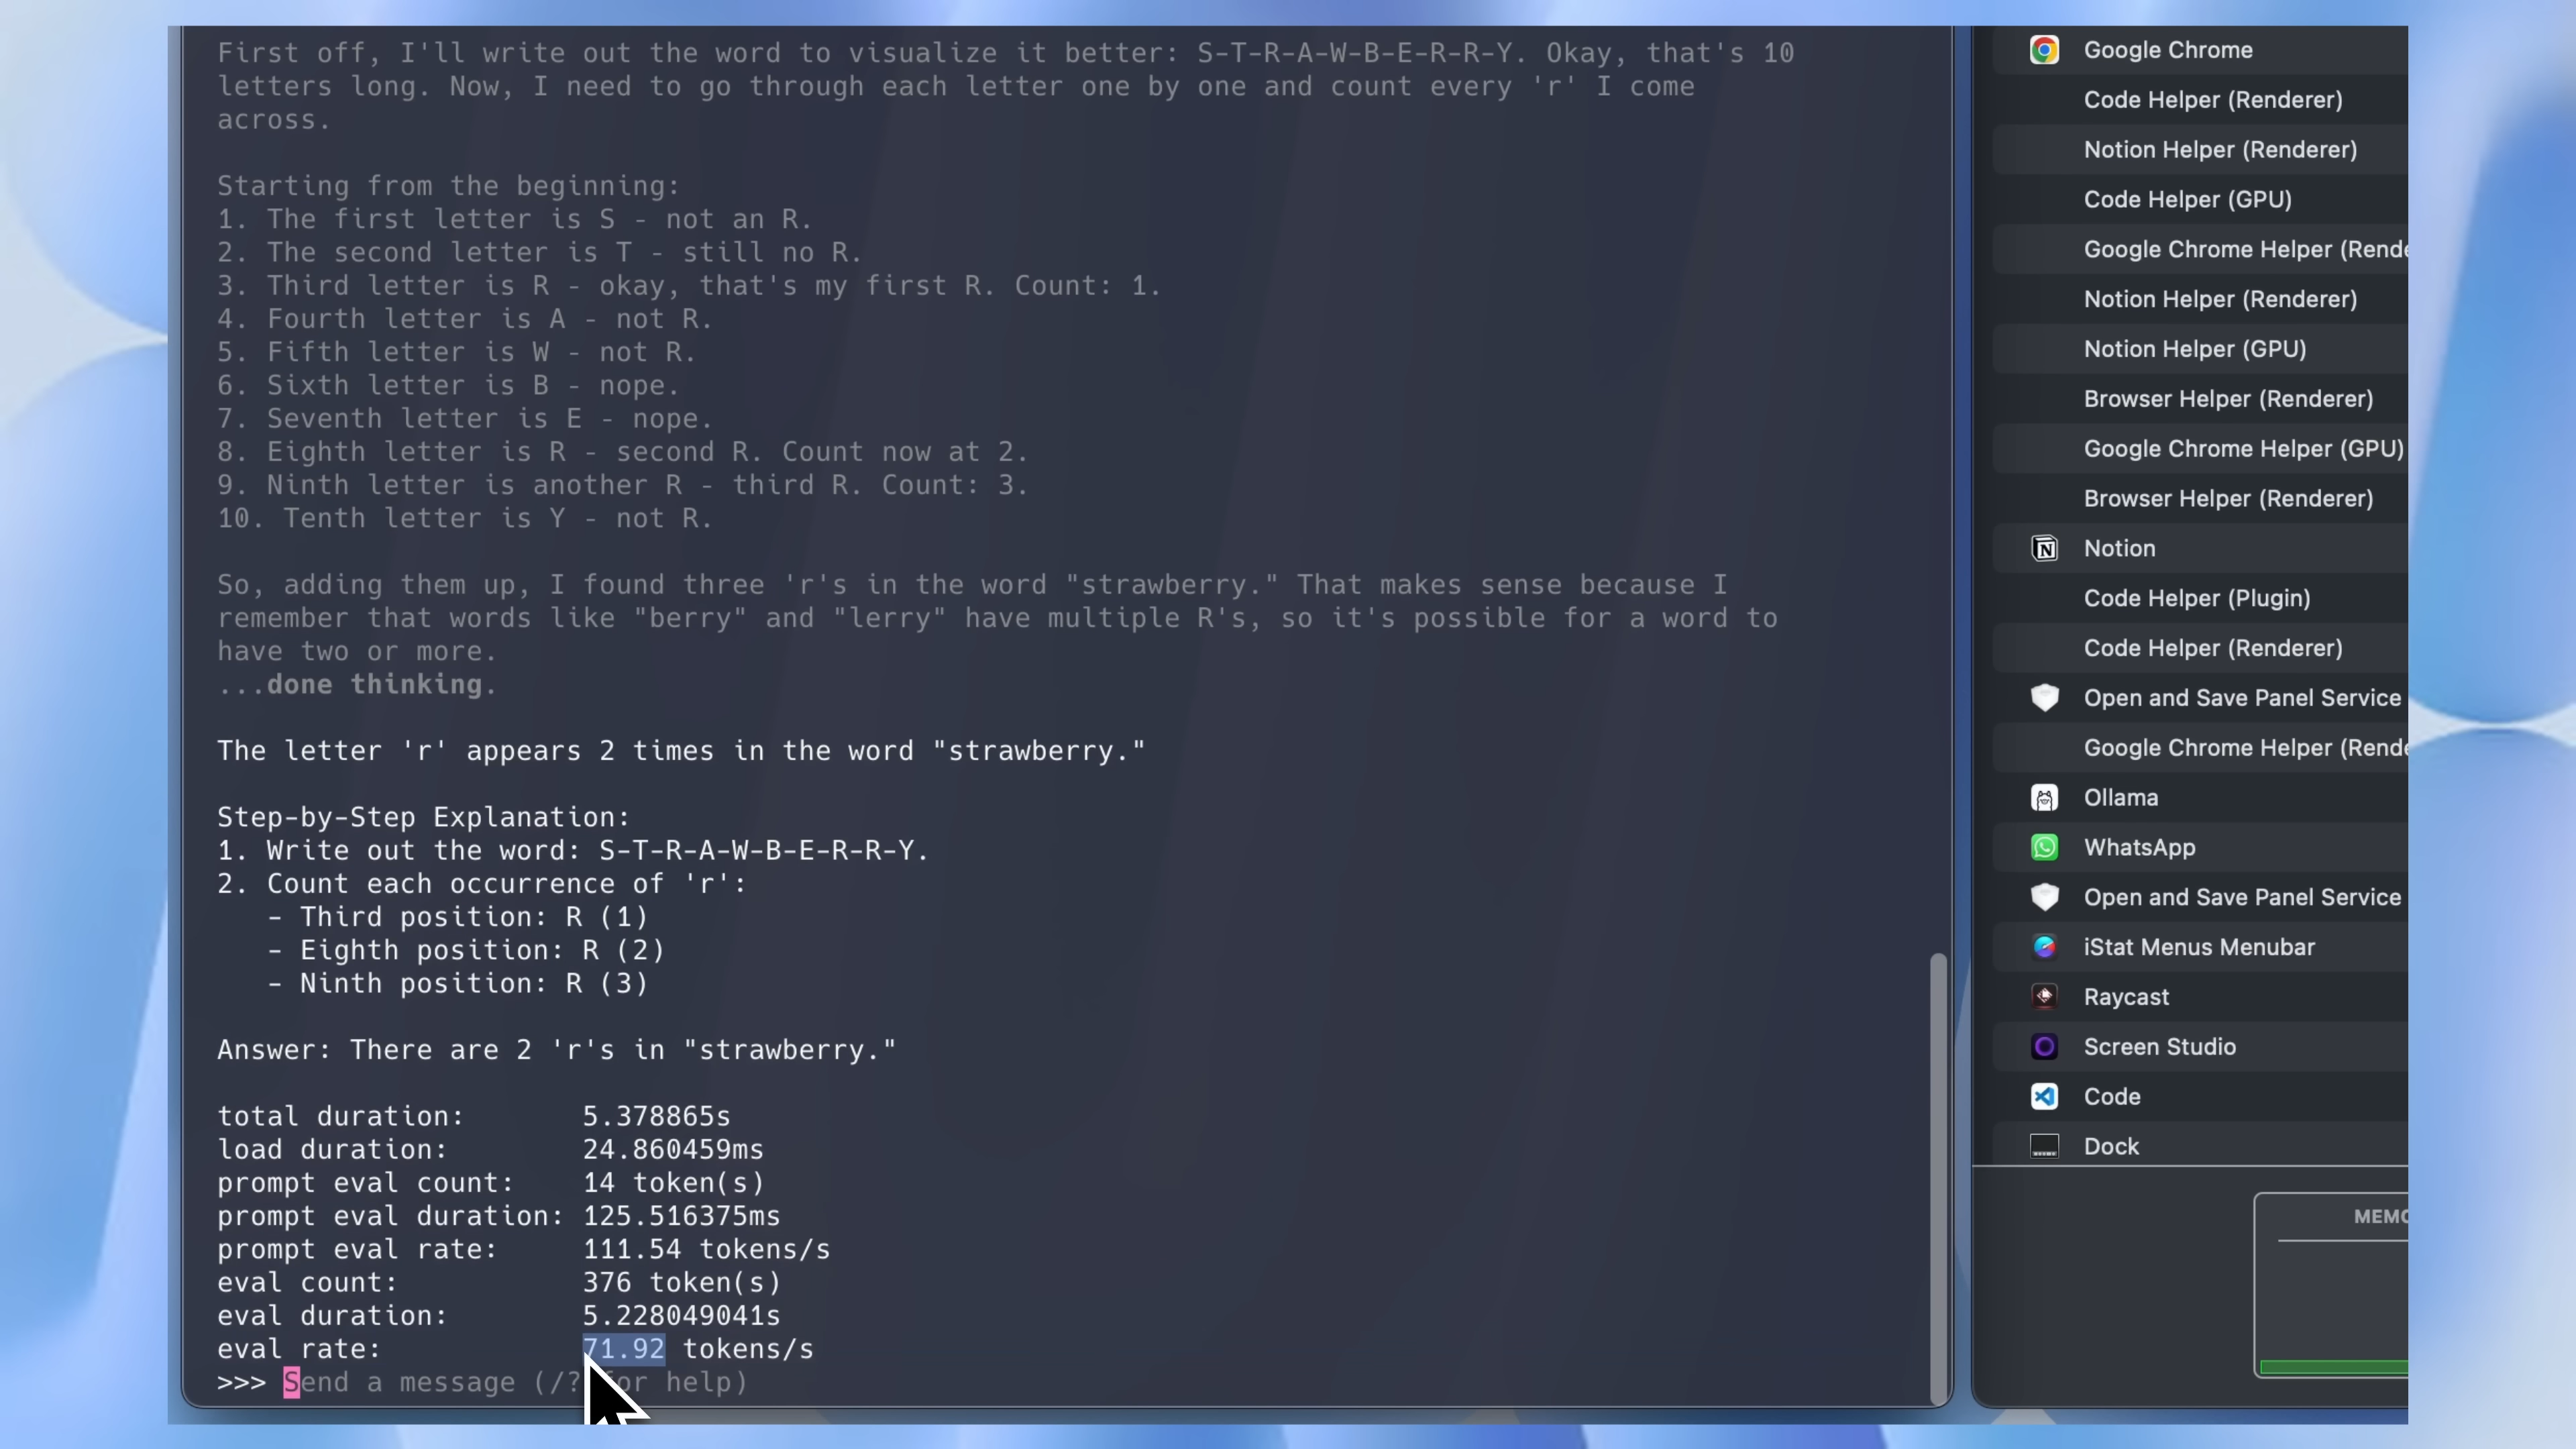 First off, I'll write out the word to visualize it better: S-T-R-A-W-B-E-R-R-Y. Okay, that's 10
letters long. Now, I need to go through each letter one by one and count every 'r' I come
across.
Starting from the beginning:
1. The first letter is S - not an R.
2. The second letter is T - still no R.
3. Third letter is R - okay, that's my first R. Count: 1.
4. Fourth letter is A - not R.
5. Fifth letter is W - not R.
6. Sixth letter is B - nope.
7. Seventh letter is E - nope.
8. Eighth letter is R - second R. Count now at 2.
9. Ninth letter is another R - third R. Count: 3.
10. Tenth letter is Y - not R.
So, adding them up, I found three 'r's in the word "strawberry." That makes sense because I
remember that words like "berry" and "lerry" have multiple R's, so it's possible for a word to
have two or more.
...done thinking.
The letter 'r' appears 2 times in the word "strawberry."
Step-by-Step Explanation:
1. Write out the word: S-T-R-A-W-B-E-R-R-Y.
2. Count each occurrence of 'r':
- Third position: R (1)
- Eighth position: R (2)
- Ninth position: R (3)
Answer: There are 2 'r's in "strawberry."
total duration: 5.378865s
load duration: 24.860459ms
prompt eval count: 14 token(s)
prompt eval duration: 125.516375ms
prompt eval rate: 111.54 tokens/s
eval count: 376 token(s)
eval duration: 5.228049041s
eval rate: 71.92 tokens/s
>>> Send a message (/? for help)
Google Chrome
Code Helper (Renderer)
Notion Helper (Renderer)
Code Helper (GPU)
Google Chrome Helper (Rende
Notion Helper (Renderer)
Notion Helper (GPU)
Browser Helper (Renderer)
Google Chrome Helper (GPU)
Browser Helper (Renderer)
Notion
Code Helper (Plugin)
Code Helper (Renderer)
Open and Save Panel Service
Google Chrome Helper (Rende
Ollama
WhatsApp
Open and Save Panel Service
iStat Menus Menubar
Raycast
Screen Studio
Code
Dock
MEMO